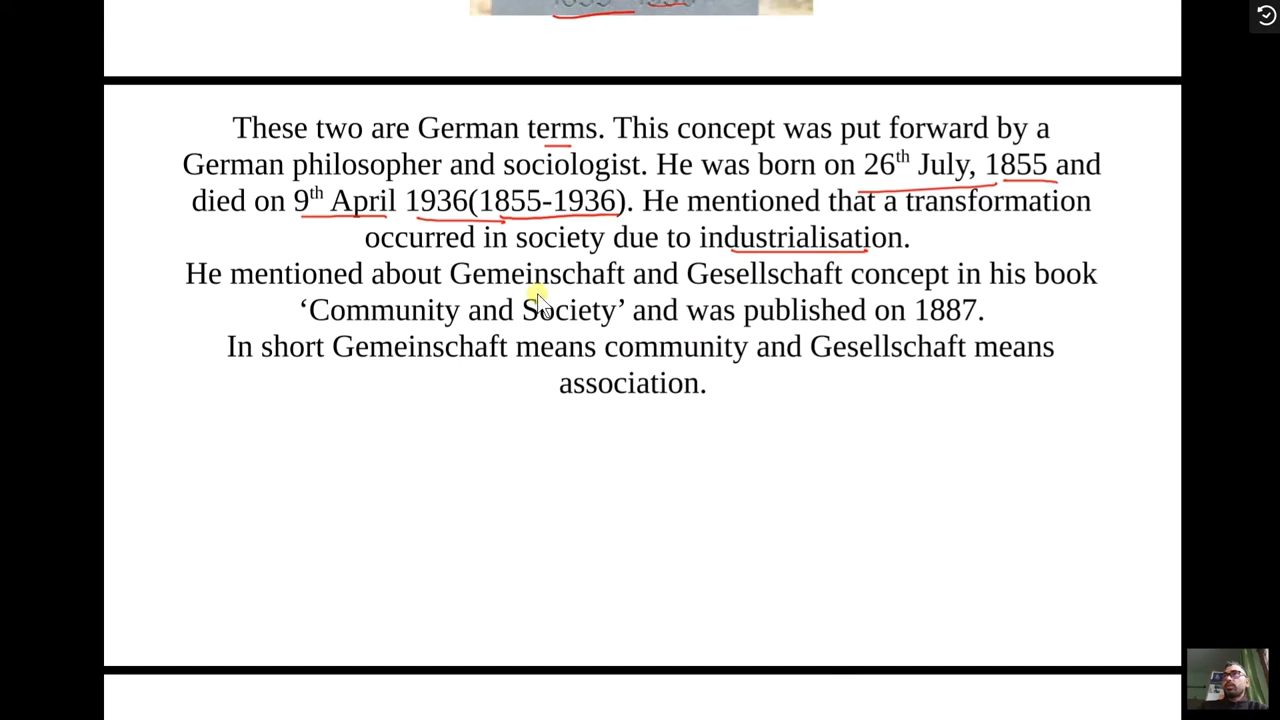 These two are German terms. This concept was put forward by a
German philosopher and sociologist. He was born on 26th July, 1855 and
died on 9th April 1936(1855-1936). He mentioned that a transformation
occurred in society due to industrialisation.
He mentioned about Gemeinschaft and Gesellschaft concept in his book
‘Community and Society’ and was published on 1887.
In short Gemeinschaft means community and Gesellschaft means
association.